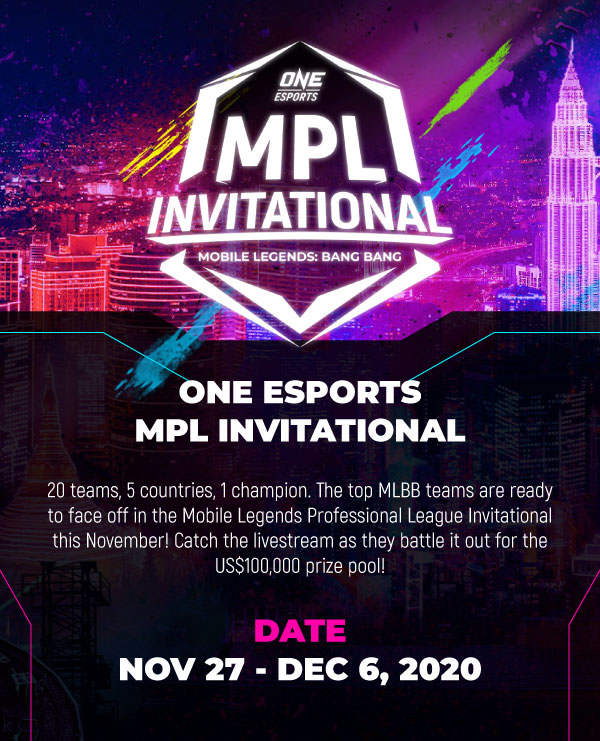 ONE
ESPORTS
MPL
INVITATIONAL
MOBILE LEGENDS: BANG BANG
ONE ESPORTS
MPL INVITATIONAL
20 teams, 5 countries, 1 champion. The top MLBB teams are ready
to face off in the Mobile Legends Professional League Invitational
this November! Catch the livestream as they battle it out for the
US$100,000 prize pool!
DATE
NOV 27 - DEC 6, 2020